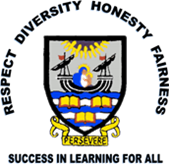 RESPECT DIVERSITY HONESTY FAIRNESS
PERSEVERE
SUCCESS IN LEARNING FOR ALL